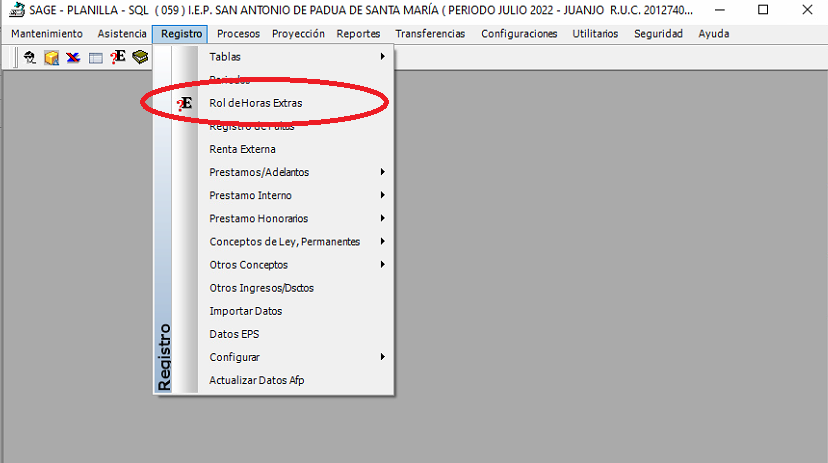 SAGE - PLANILLA - SQL ( 059 ) I.E.P. SAN ANTONIO DE PADUA DE SANTA MARÍA ( PERIODO JULIO 2022 - JUANJO R.U.C. 2012740...
Mantenimiento Asistencia Registro Procesos Proyección Reportes Transferencias Configuraciones Utilitarios Seguridad Ayuda
?E
Tablas
Periodos
?E Rol de Horas Extras
Registro de Faltas
Renta Externa
Prestamos/Adelantos
Prestamo Interno
Prestamo Honorarios
Conceptos de Ley, Permanentes
Otros Conceptos
Otros Ingresos/Dsctos
Importar Datos
Datos EPS
Configurar
Actualizar Datos Afp
Registro